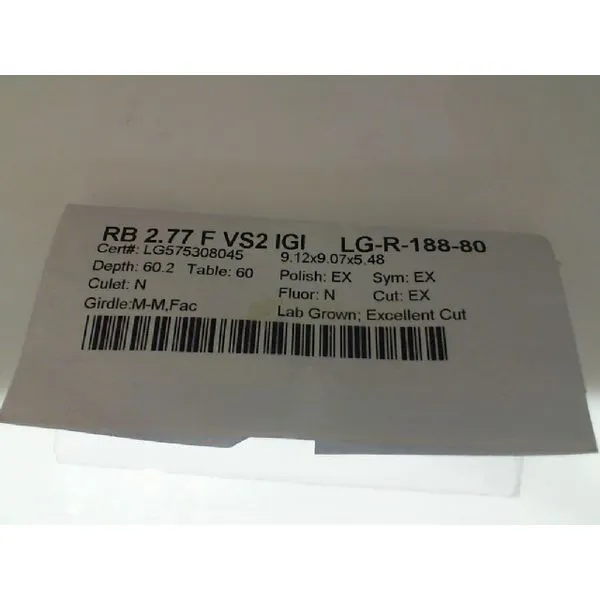 RB 2.77 F VS2 IGI LG-R-188-80
Cert#: LG575308045 9.12x9.07x5.48
Depth: 60.2 Table: 60 Polish: EX Sym: EX
Culet: N Fluor: N Cut: EX
Girdle:M-M,Fac Lab Grown; Excellent Cut